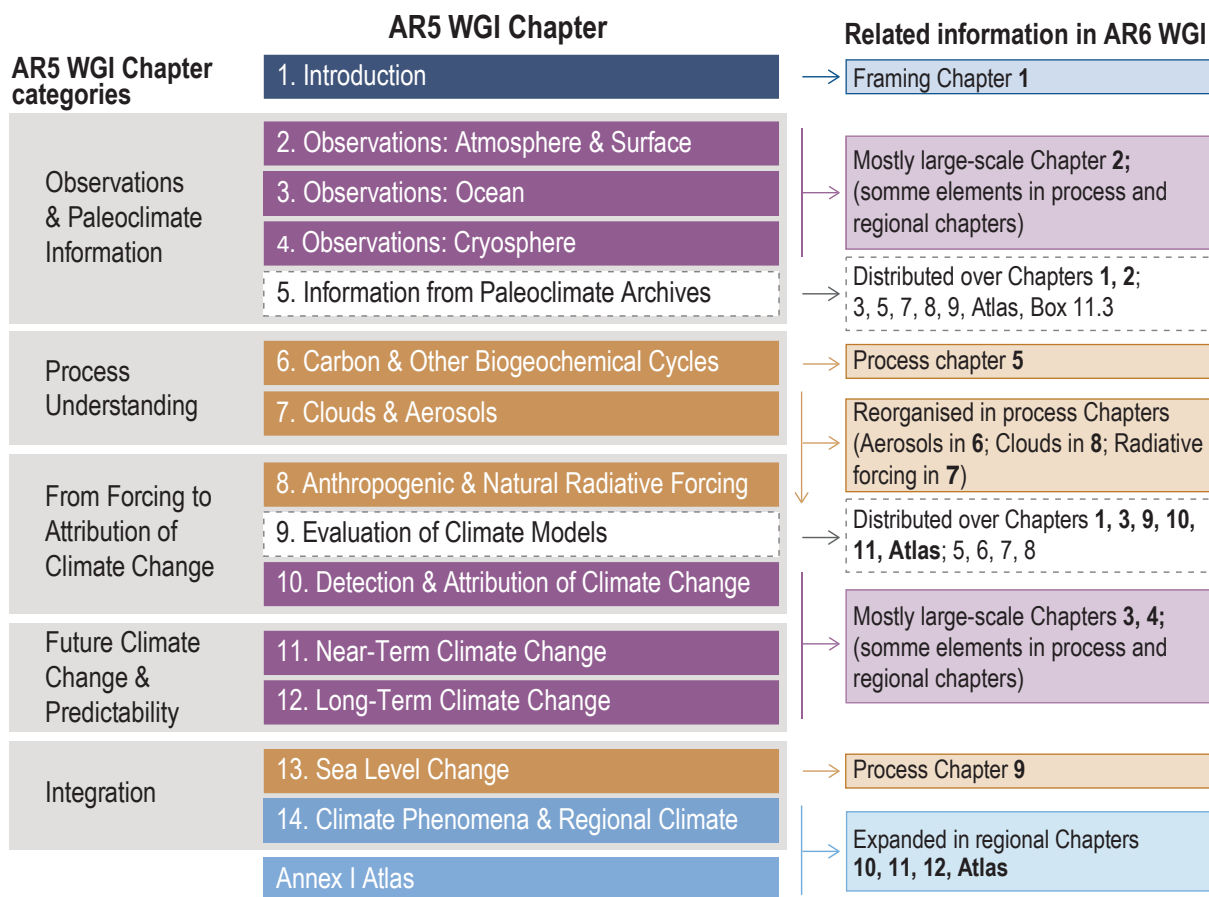 AR5 WGI Chapter
Related information in AR6 WGI
AR5 WGI Chapter
categories
1. Introduction
Framing Chapter 1
Observations
& Paleoclimate
Information
2. Observations: Atmosphere & Surface
3. Observations: Ocean
4. Observations: Cryosphere
5. Information from Paleoclimate Archives
Mostly large-scale Chapter 2;
(somme elements in process and
regional chapters)
Distributed over Chapters 1, 2;
3, 5, 7, 8, 9, Atlas, Box 11.3
Process
Understanding
6. Carbon & Other Biogeochemical Cycles
7. Clouds & Aerosols
Process chapter 5
Reorganised in process Chapters
(Aerosols in 6; Clouds in 8; Radiative
forcing in 7)
From Forcing to
Attribution of
Climate Change
8. Anthropogenic & Natural Radiative Forcing
9. Evaluation of Climate Models
10. Detection & Attribution of Climate Change
Distributed over Chapters 1, 3, 9, 10,
11, Atlas; 5, 6, 7, 8
Mostly large-scale Chapters 3, 4;
(somme elements in process and
regional chapters)
Future Climate
Change &
Predictability
11. Near-Term Climate Change
12. Long-Term Climate Change
Integration
13. Sea Level Change
14. Climate Phenomena & Regional Climate
Annex I Atlas
Process Chapter 9
Expanded in regional Chapters
10, 11, 12, Atlas